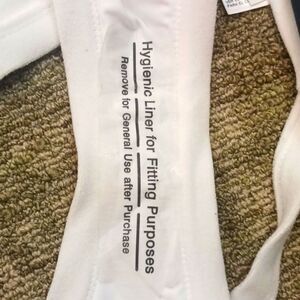 Hygienic Liner for Fitting Purposes
Remove for General Use after Purchase